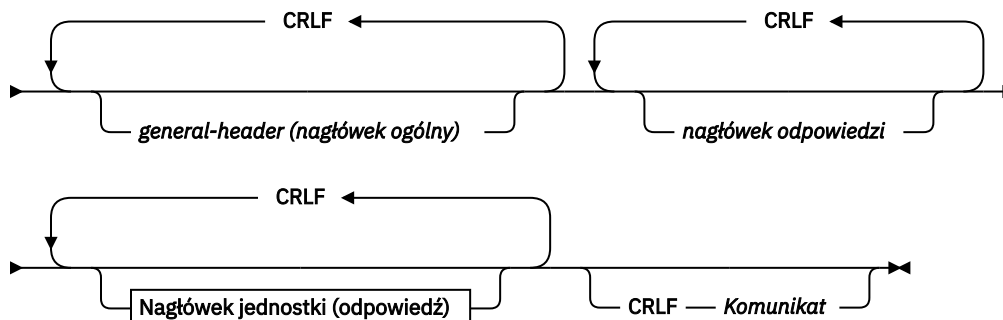 CRLF
CRLF
general-header (nagłówek ogólny)
nagłówek odpowiedzi
CRLF
Nagłówek jednostki (odpowiedź)
CRLF
Komunikat